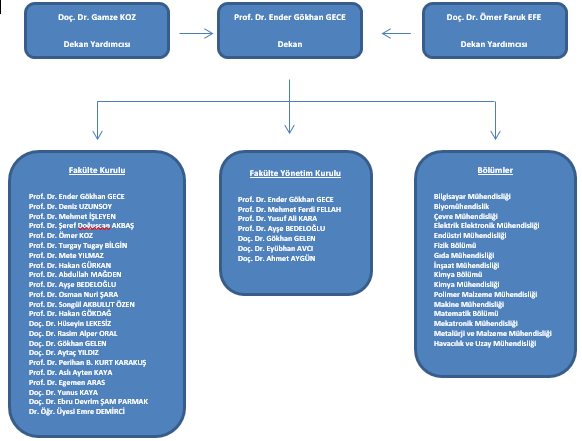 Doç. Dr. Gamze KOZ
Dekan Yardımcısı
Prof. Dr. Ender Gökhan GECE
Dekan
Doç. Dr. Ömer Faruk EFE
Dekan Yardımcısı
Fakülte Kurulu
Prof. Dr. Ender Gökhan GECE
Prof. Dr. Deniz UZUNSOY
Prof. Dr. Mehmet İŞLEYEN
Prof. Dr. Şeref Doğuşcan AKBAŞ
Prof. Dr. Ömer KOZ
Prof. Dr. Turgay Tugay BİLGİN
Prof. Dr. Mete YILMAZ
Prof. Dr. Hakan GÜRKAN
Prof. Dr. Abdullah MAĞDEN
Prof. Dr. Ayşe BEDELOĞLU
Prof. Dr. Osman Nuri ŞARA
Prof. Dr. Songül AKBULUT ÖZEN
Prof. Dr. Hakan GÖKDAĞ
Doç. Dr. Hüseyin LEKESİZ
Doç. Dr. Rasim Alper ORAL
Doç. Dr. Gökhan GELEN
Doç. Dr. Aytaç YILDIZ
Prof. Dr. Perihan B. KURT KARAKUŞ
Prof. Dr. Aslı Ayten KAYA
Prof. Dr. Egemen ARAS
Doç. Dr. Yunus KAYA
Doç. Dr. Ebru Devrim ŞAM PARMAK
Dr. Öğr. Üyesi Emre DEMİRCİ
Fakülte Yönetim Kurulu
Prof. Dr. Ender Gökhan GECE
Prof. Dr. Mehmet Ferdi FELLAH
Prof. Dr. Yusuf Ali KARA
Prof. Dr. Ayşe BEDELOĞLU
Doç. Dr. Gökhan GELEN
Doç. Dr. Eyübhan AVCI
Doç. Dr. Ahmet AYGÜN
Bölümler
Bilgisayar Mühendisliği
Biyomühendislik
Çevre Mühendisliği
Elektrik Elektronik Mühendisliği
Endüstri Mühendisliği
Fizik Bölümü
Gıda Mühendisliği
İnşaat Mühendisliği
Kimya Bölümü
Kimya Mühendisliği
Polimer Malzeme Mühendisliği
Makine Mühendisliği
Matematik Bölümü
Mekatronik Mühendisliği
Metalürji ve Malzeme Mühendisliği
Havacılık ve Uzay Mühendisliği